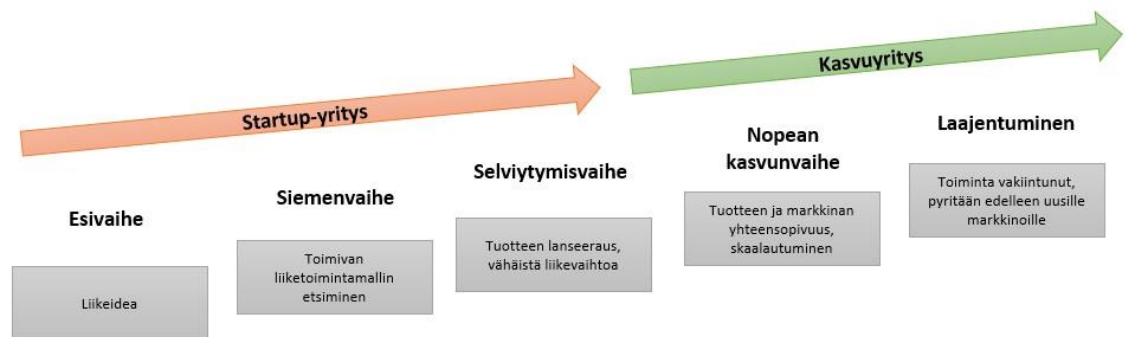 Startup-yritys
Kasvuyritys
Esivaihe
Liikeidea
Siemenvaihe
Toimivan
liiketoimintamallin
etsiminen
Selviytymisvaihe
Tuotteen lanseeraus,
vähäistä liikevaihtoa
Nopean
kasvunvaihe
Tuotteen ja markkinan
yhteensopivuus,
skaalautuminen
Laajentuminen
Toiminta vakiintunut,
pyritään edelleen uusille
markkinoille